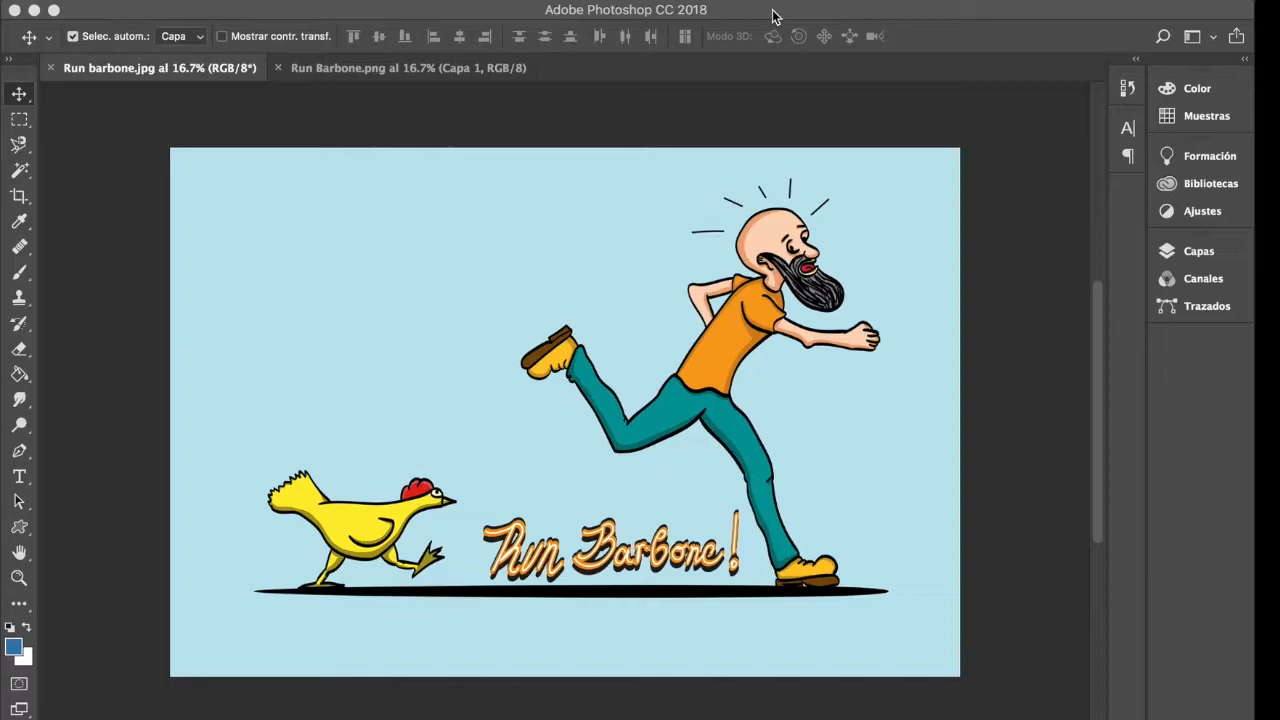 Adobe Photoshop CC 2018
Selec. autom.: Capa Mostrar contr. transf. Modo 3D:
Run barbone.jpg al 16.7% (RGB/8*) Run Barbone.png al 16.7% (Capa 1, RGB/8)
Color
Muestras
Formación
Bibliotecas
Ajustes
Capas
Canales
Trazados
Run Barbone!